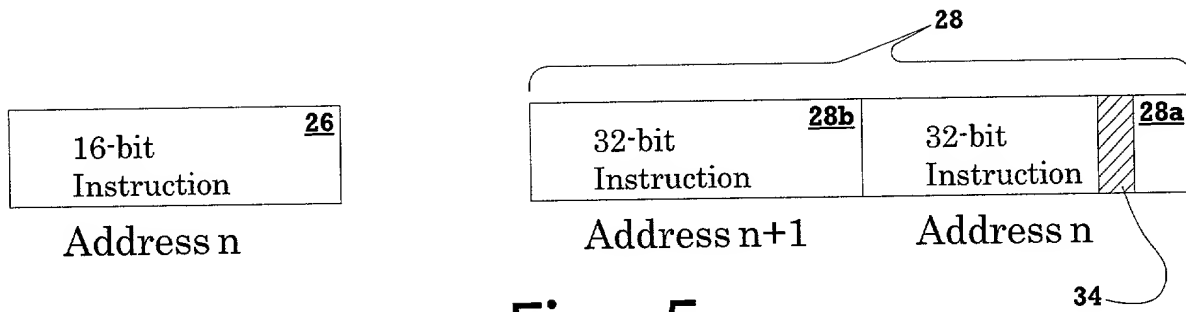 28
26
16-bit
Instruction
Address n
28b
32-bit
Instruction
Address n+1
28a
32-bit
Instruction
Address n
34